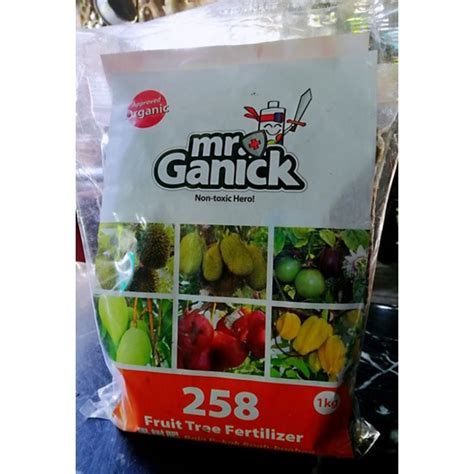 Approved
Organic
mr.
Ganick
Non-toxic Hero!
258
1kg
Fruit Tree Fertilizer